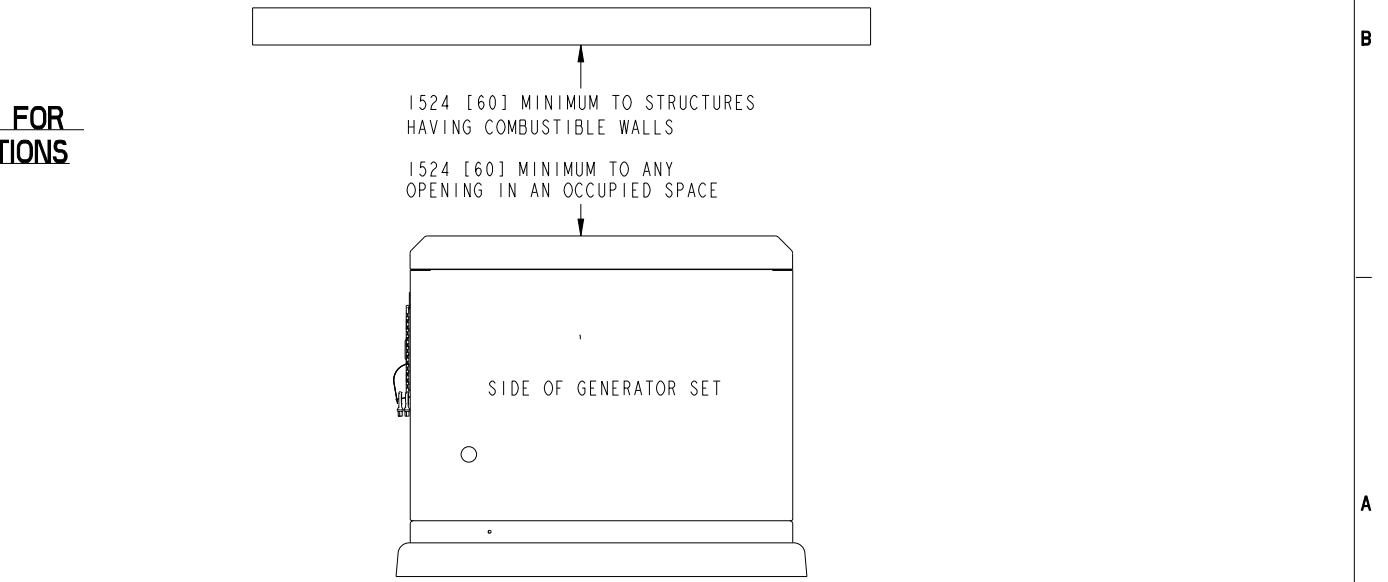 FOR
TIONS
1524 [60] MINIMUM TO STRUCTURES
HAVING COMBUSTIBLE WALLS
1524 [60] MINIMUM TO ANY
OPENING IN AN OCCUPIED SPACE
SIDE OF GENERATOR SET
B
A